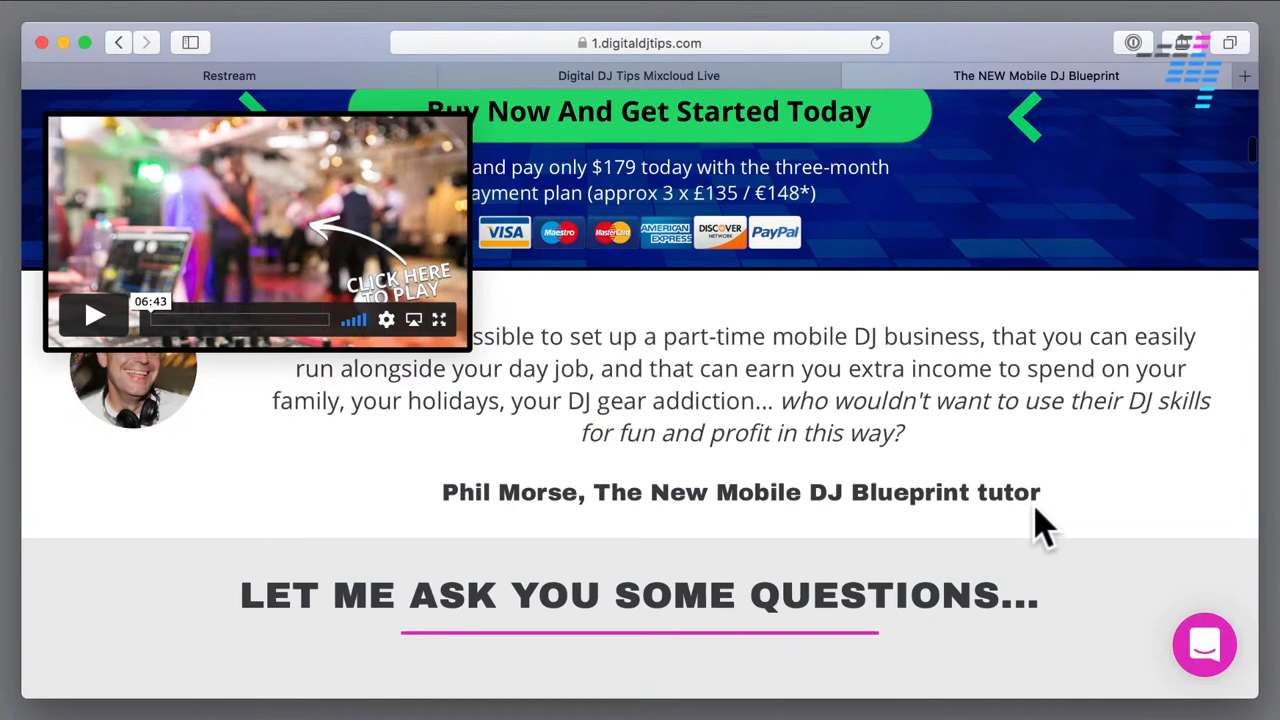 1.digitaldjtips.com
Restream
Digital DJ Tips Mixcloud Live
The NEW Mobile DJ Blueprint
Buy Now And Get Started Today
and pay only $179 today with the three-month
ayment plan (approx 3 x £135 / €148*)
VISA
Maestro
MasterCard
AMERICAN EXPRESS
DISCOVER NETWORK
PayPal
CLICK HERE
TO PLAY
06:43
ssible to set up a part-time mobile DJ business, that you can easily
run alongside your day job, and that can earn you extra income to spend on your
family, your holidays, your DJ gear addiction... who wouldn't want to use their DJ skills
for fun and profit in this way?
Phil Morse, The New Mobile DJ Blueprint tutor
LET ME ASK YOU SOME QUESTIONS...